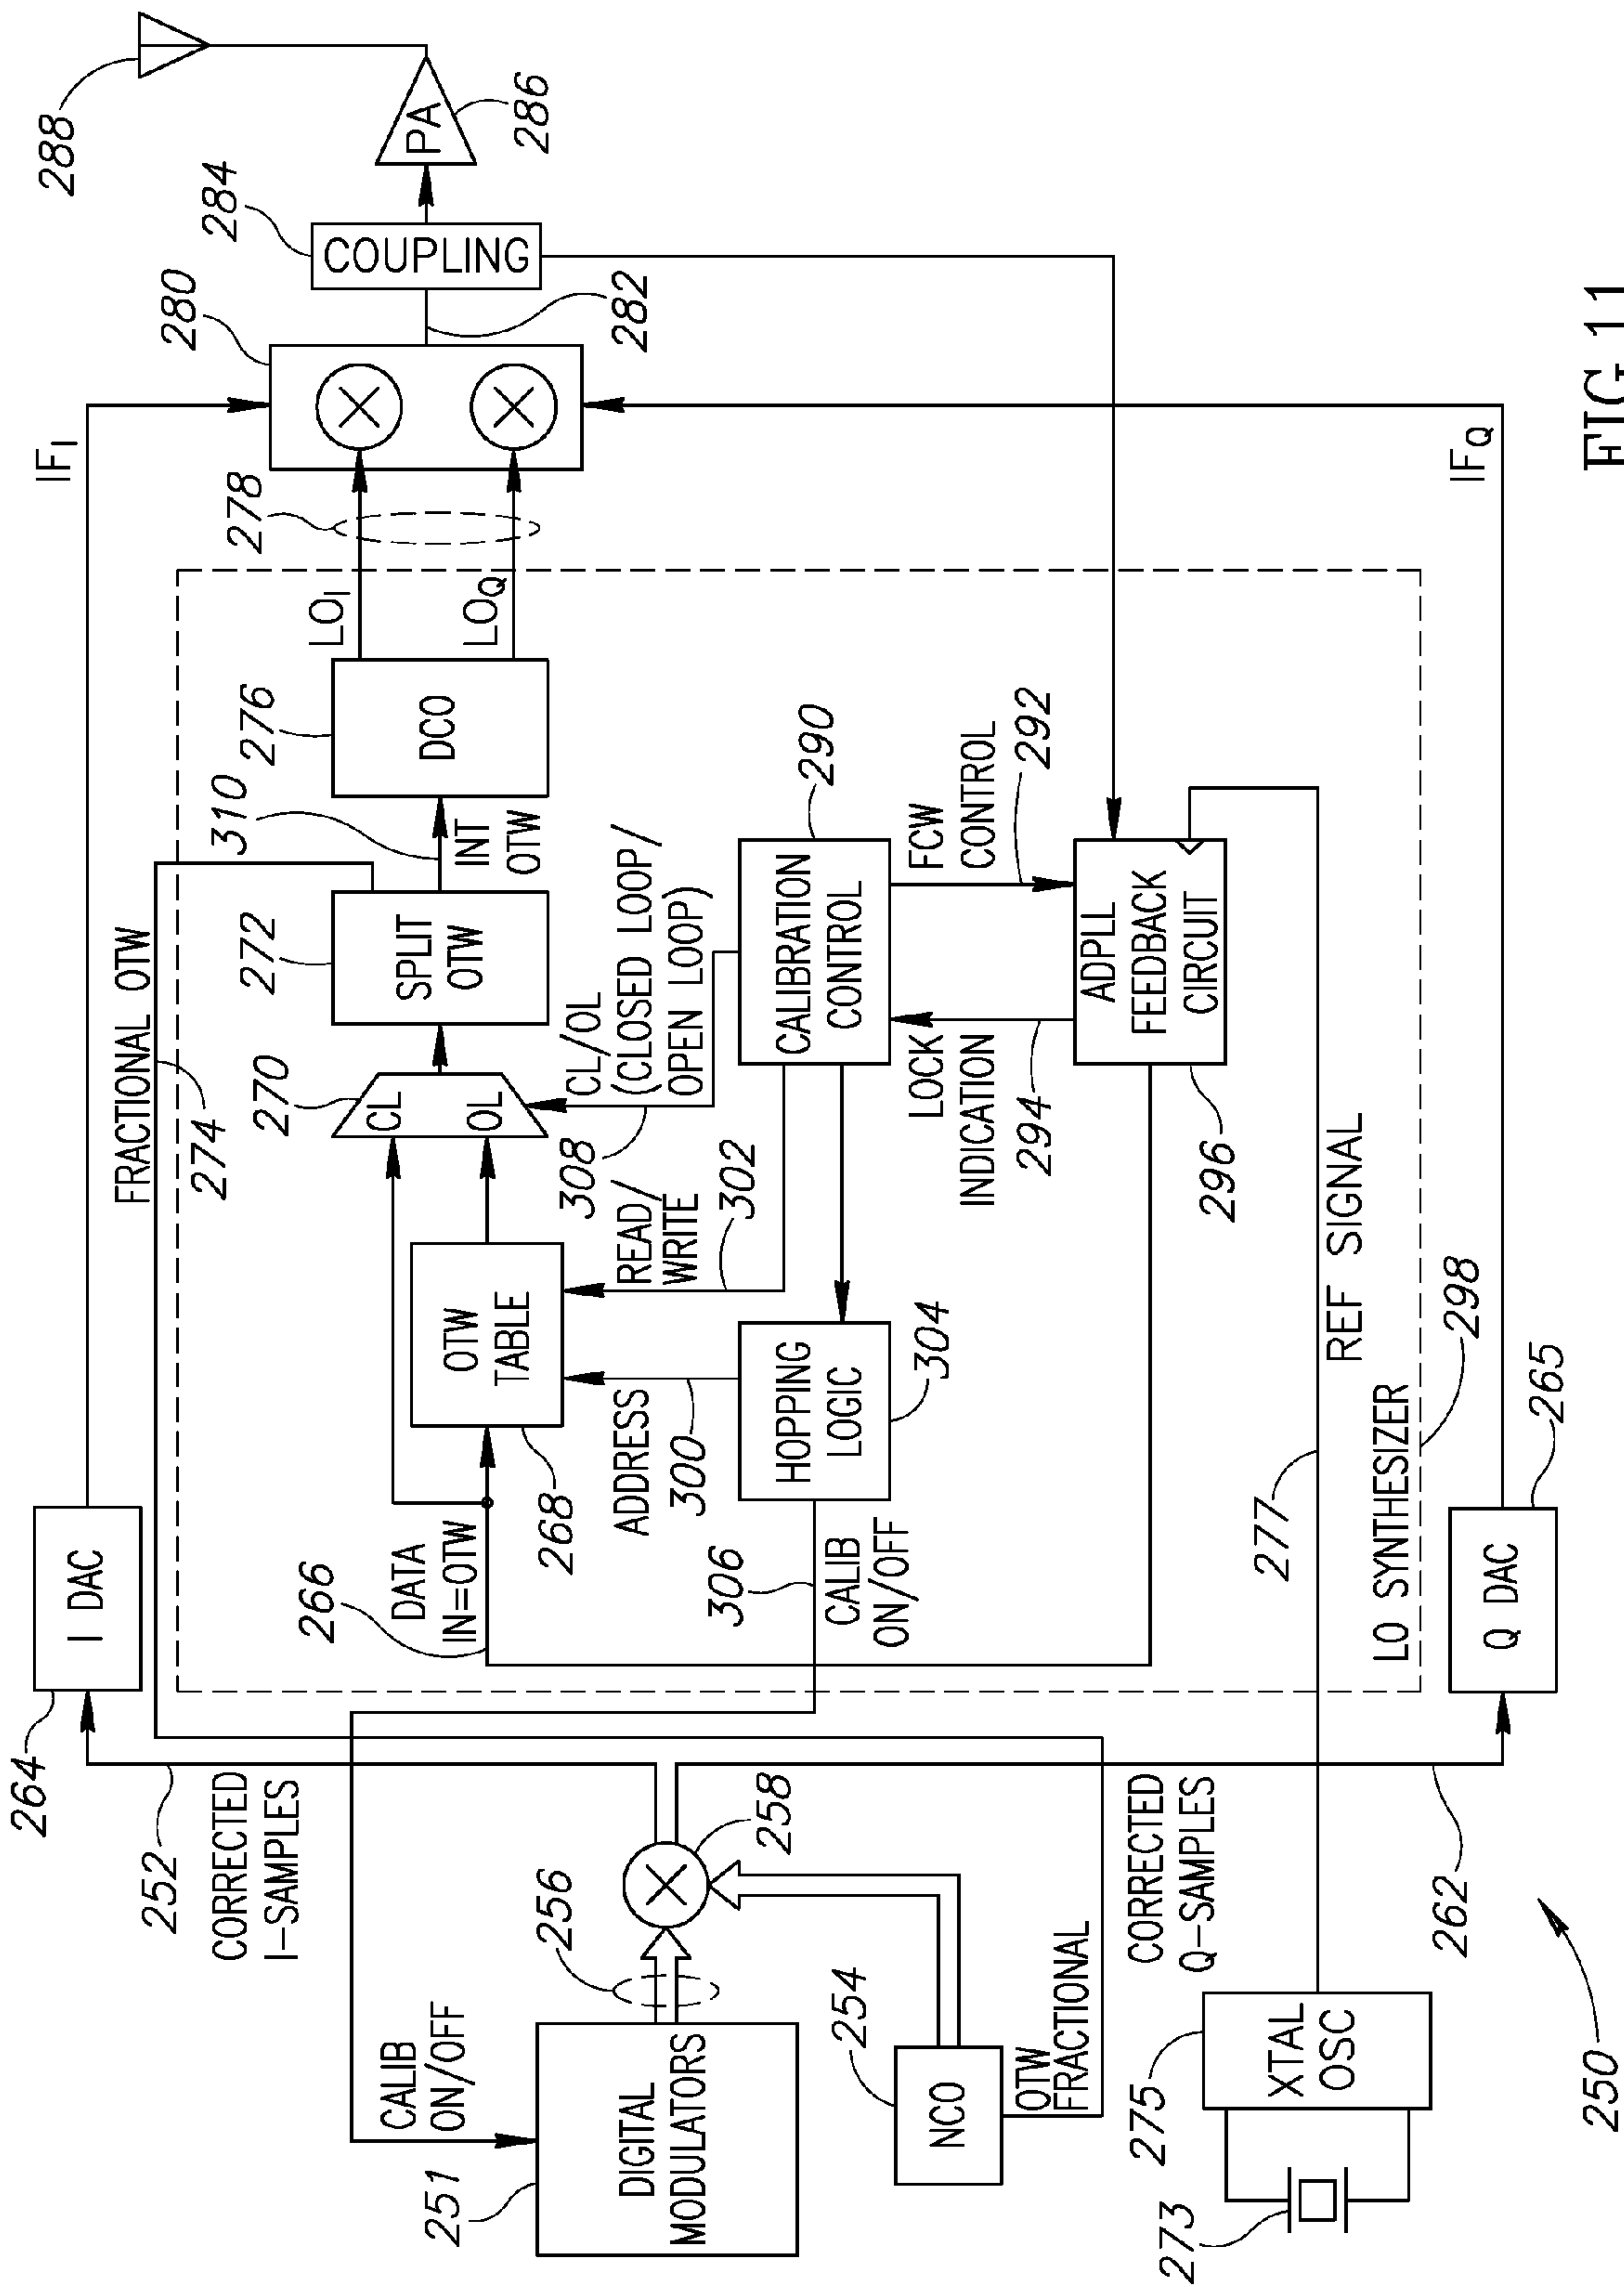 288
PA
286
284
COUPLING
280
282
IF_I
278
IF_Q
LO_I
LO_Q
FRACTIONAL OTW
274
272
SPLIT
OTW
310
INT
OTW
276
DCO
270
CL
OL
CL/OL
(CLOSED LOOP/
OPEN LOOP)
308
290
CALIBRATION
CONTROL
FCW
CONTROL
292
LOCK
INDICATION
294
ADPLL
FEEDBACK
CIRCUIT
296
READ/
WRITE
302
OTW
TABLE
268
ADDRESS
300
HOPPING
LOGIC
304
DATA
IN=OTW
266
306
CALIB
ON/OFF
REF SIGNAL
277
LO SYNTHESIZER
298
I DAC
264
Q DAC
265
252
CORRECTED
I-SAMPLES
258
256
CORRECTED
Q-SAMPLES
262
CALIB
ON/OFF
251
DIGITAL
MODULATORS
254
NCO
OTW
FRACTIONAL
275
XTAL
OSC
273
250
FIG.11